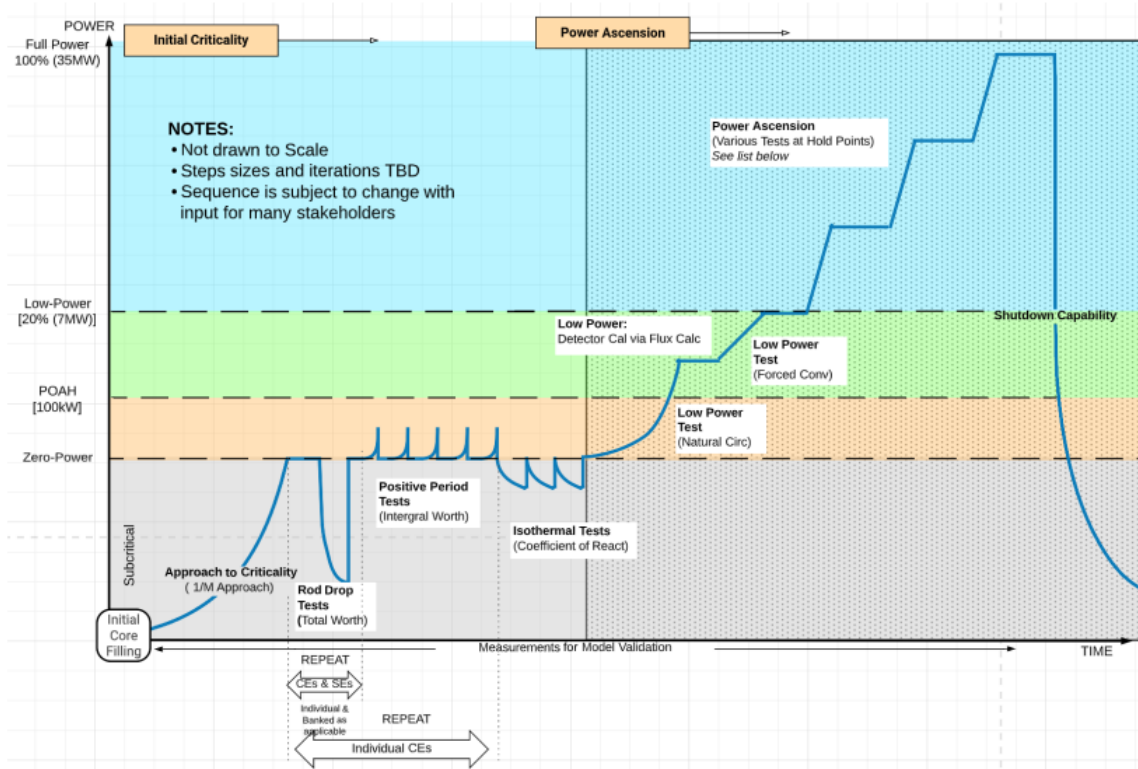 POWER
Initial Criticality
Power Ascension
Full Power
100% (35MW)
NOTES:
• Not drawn to Scale
• Steps sizes and iterations TBD
• Sequence is subject to change with
input for many stakeholders
Power Ascension
(Various Tests at Hold Points)
See list below
Low-Power
[20% (7MW)]
Shutdown Capability
Low Power:
Detector Cal via Flux Calc
Low Power
Test
(Forced Conv)
POAH
[100kW]
Low Power
Test
(Natural Circ)
Zero-Power
Positive Period
Tests
(Intergral Worth)
Isothermal Tests
(Coefficient of React)
Subcritical
Approach to Criticality
( 1/M Approach)
Rod Drop
Tests
(Total Worth)
Initial
Core
Filling
Measurements for Model Validation
TIME
REPEAT
CEs & SEs
Individual &
Banked as
applicable
REPEAT
Individual CEs